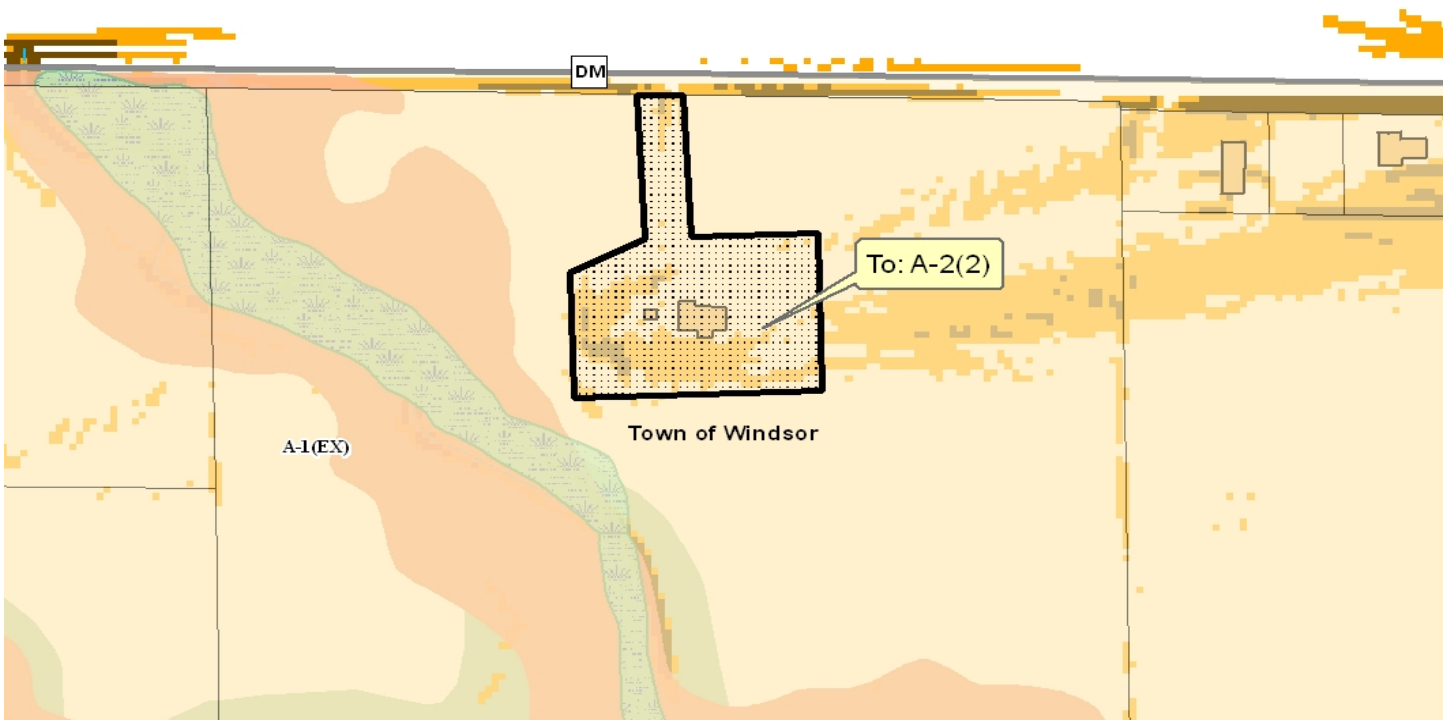 DM
To: A-2(2)
Town of Windsor
A-1(EX)